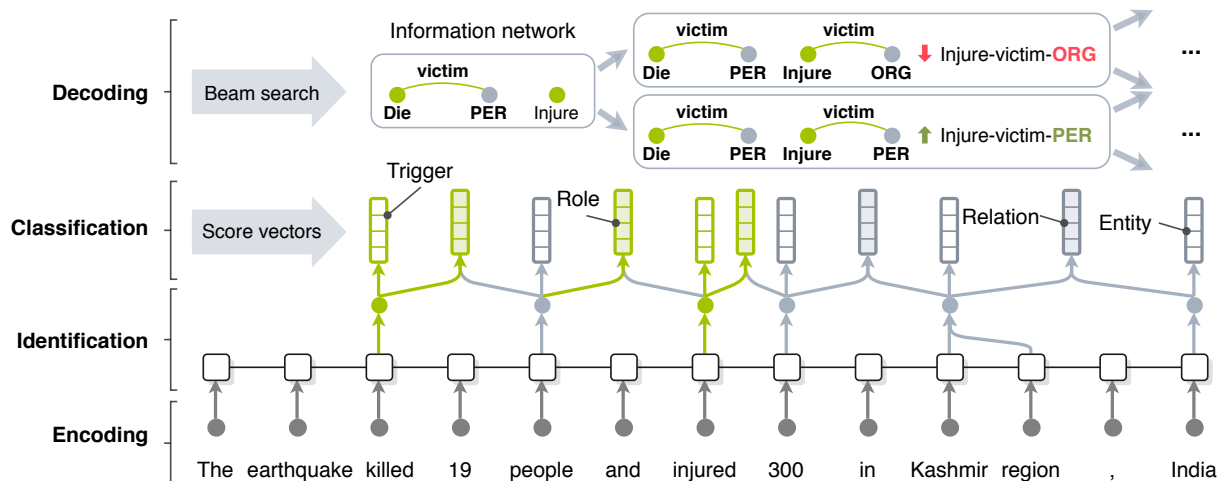 Information network
Decoding
Beam search
victim
Die PER Injure
victim victim
Die PER Injure ORG
Injure-victim-ORG
...
victim victim
Die PER Injure PER
Injure-victim-PER
...
Classification
Score vectors
Trigger
Role
Relation
Entity
Identification
Encoding
The earthquake killed 19 people and injured 300 in Kashmir region , India